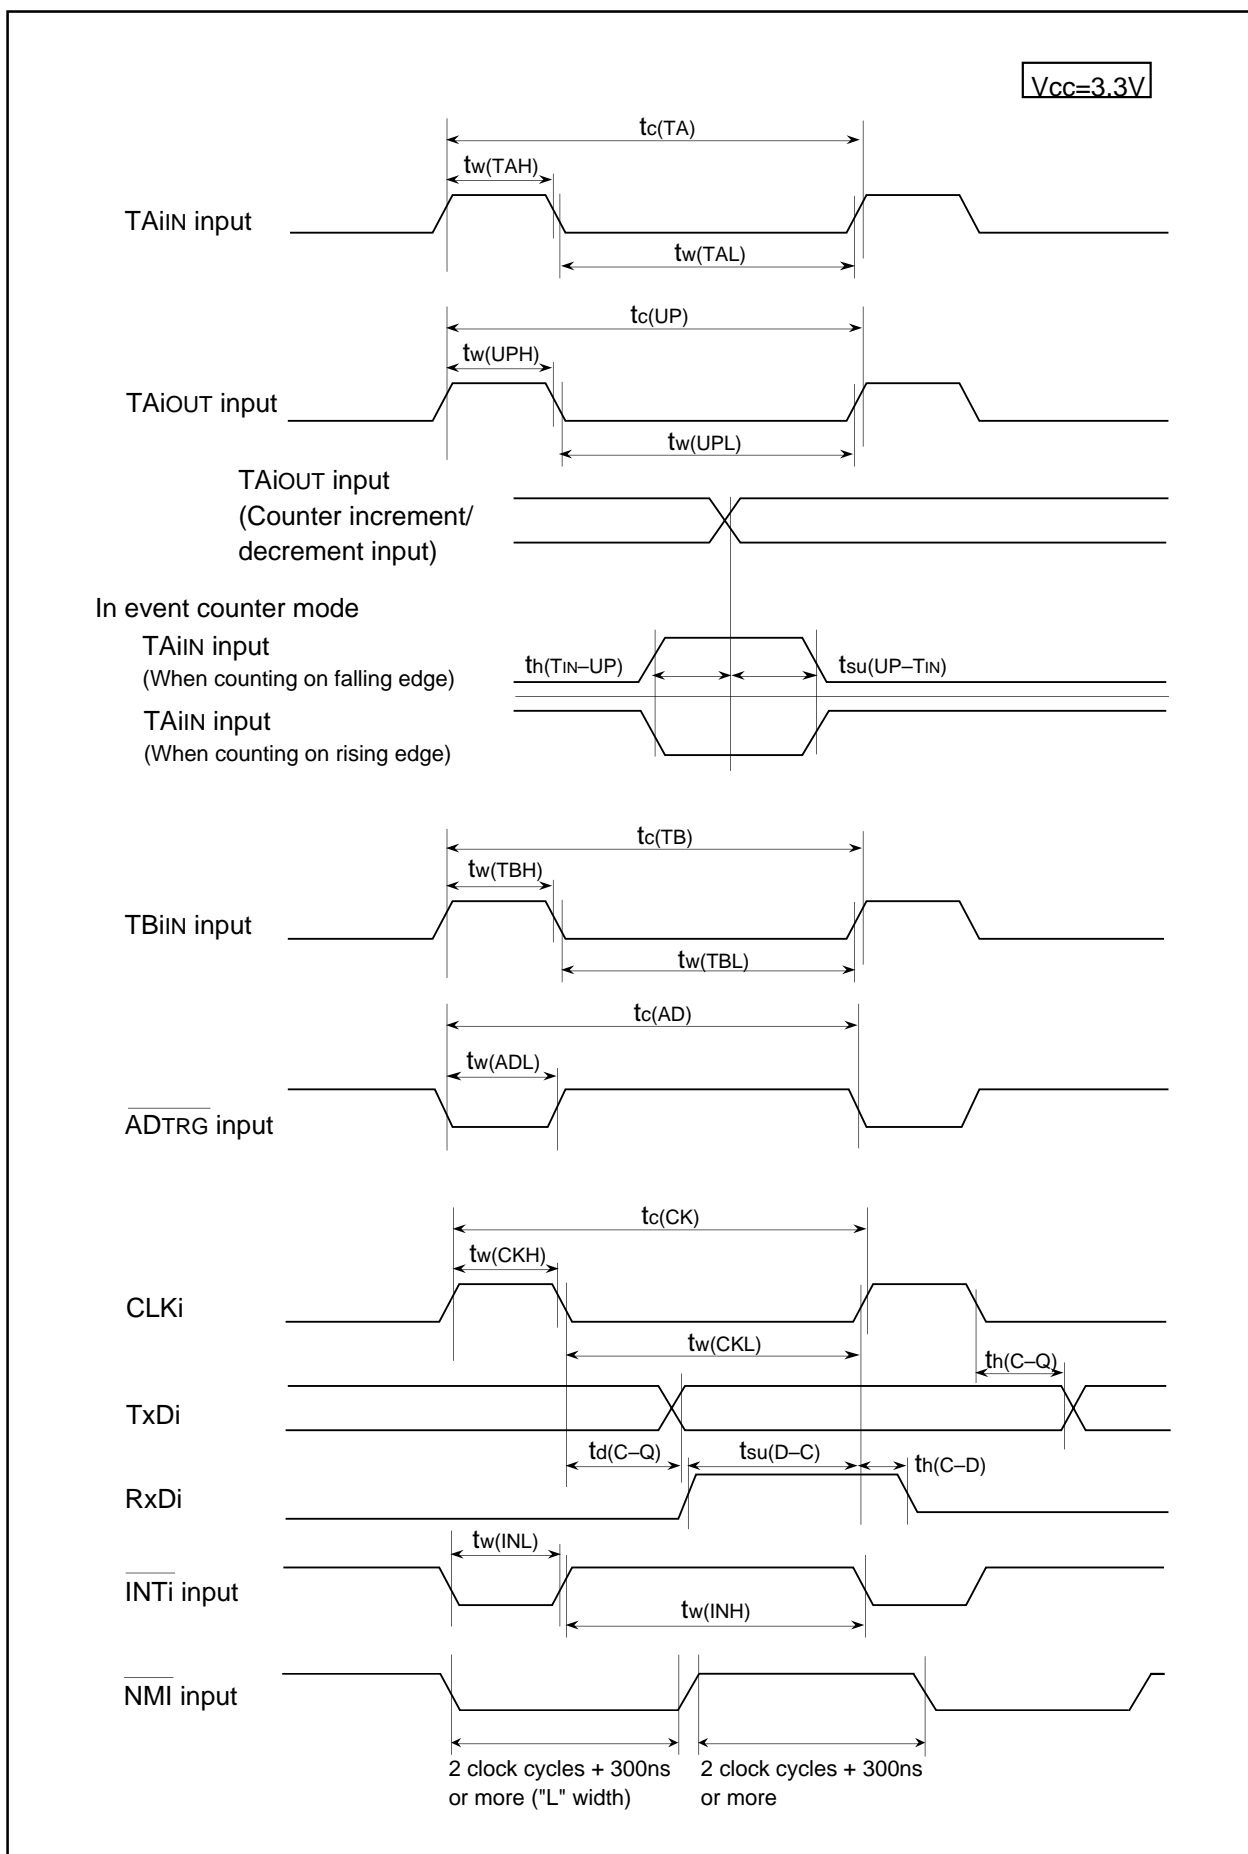 Vcc=3.3V
tc(TA)
tw(TAH)
TAiIN input
tw(TAL)
tc(UP)
tw(UPH)
TAiOUT input
tw(UPL)
TAiOUT input
(Counter increment/
decrement input)
In event counter mode
TAiIN input
(When counting on falling edge)
th(TIN–UP)
tsu(UP–TIN)
TAiIN input
(When counting on rising edge)
tc(TB)
tw(TBH)
TBiIN input
tw(TBL)
tc(AD)
tw(ADL)
ADTRG input
tc(CK)
tw(CKH)
CLKi
tw(CKL)
th(C–Q)
TxDi
td(C–Q)
tsu(D–C)
th(C–D)
RxDi
tw(INL)
INTi input
tw(INH)
NMI input
2 clock cycles + 300ns
or more ("L" width)
2 clock cycles + 300ns
or more